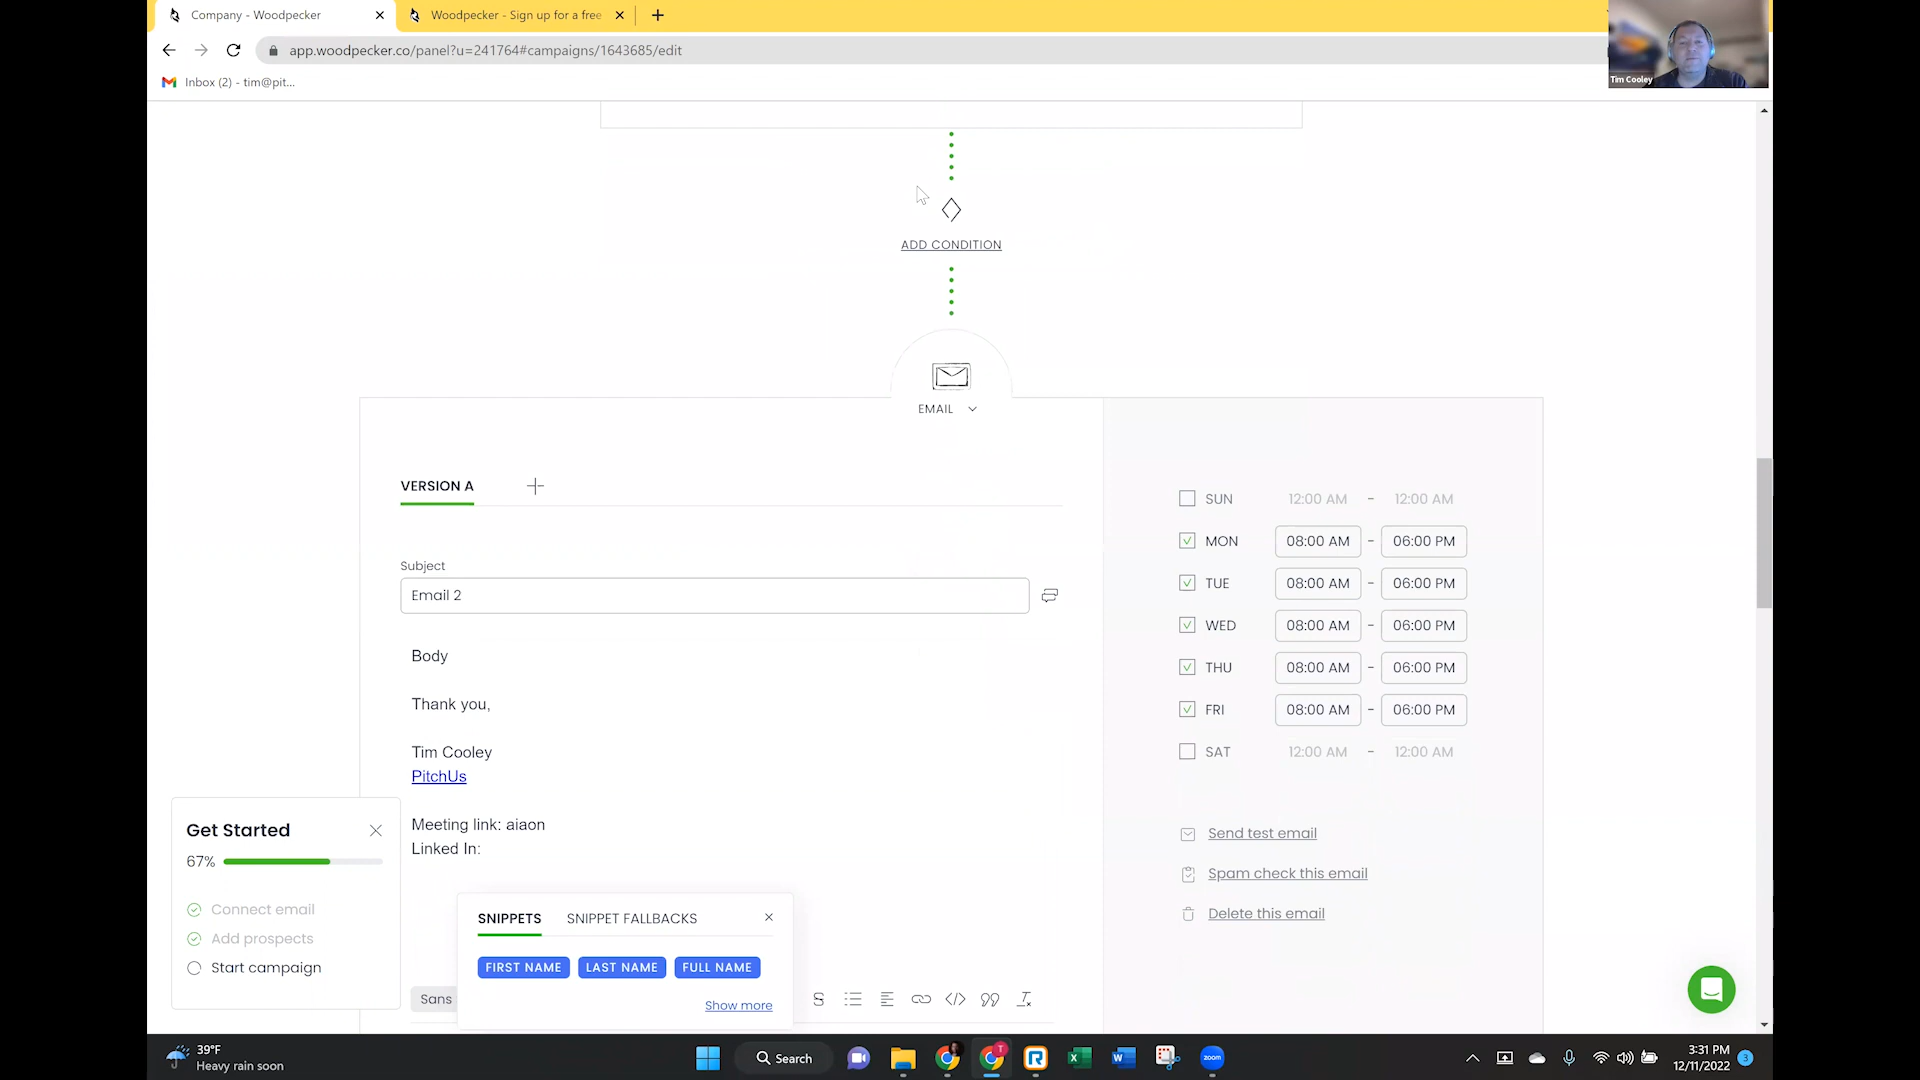 Company - Woodpecker
Woodpecker - Sign up for a free
app.woodpecker.co/panel?u=241764#campaigns/1643685/edit
Inbox (2) - tim@pit...
Tim Cooley
ADD CONDITION
EMAIL
VERSION A
Subject
Email 2
Body
Thank you,
Tim Cooley
PitchUs
Meeting link: aiaon
Linked In:
SUN 12:00 AM - 12:00 AM
MON 08:00 AM - 06:00 PM
TUE 08:00 AM - 06:00 PM
WED 08:00 AM - 06:00 PM
THU 08:00 AM - 06:00 PM
FRI 08:00 AM - 06:00 PM
SAT 12:00 AM - 12:00 AM
Send test email
Spam check this email
Delete this email
Get Started
67%
Connect email
Add prospects
Start campaign
SNIPPETS SNIPPET FALLBACKS
FIRST NAME LAST NAME FULL NAME
Show more
Sans
39°F
Heavy rain soon
Search
zoom
3:31 PM
12/11/2022
3